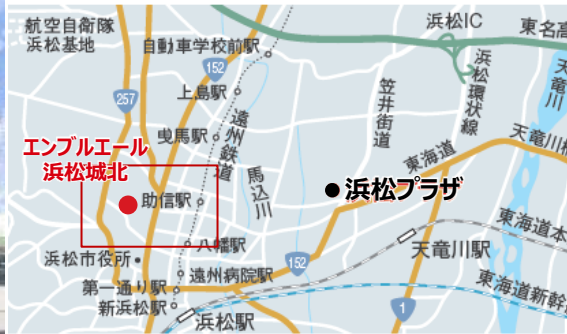 航空自衛隊
浜松基地
浜松IC
東名高
自動車学校前駅
152
浜松環状線
天竜川
257
上島駅
笠井街道
遠州鉄道
曳馬駅
天竜川橋
エンブルエール
浜松城北
東海道
馬込川
助信駅
浜松プラザ
東海道本
八幡駅
浜松市役所
天竜川駅
152
遠州病院駅
第一通り駅
東海道新幹
新浜松駅
1
浜松駅